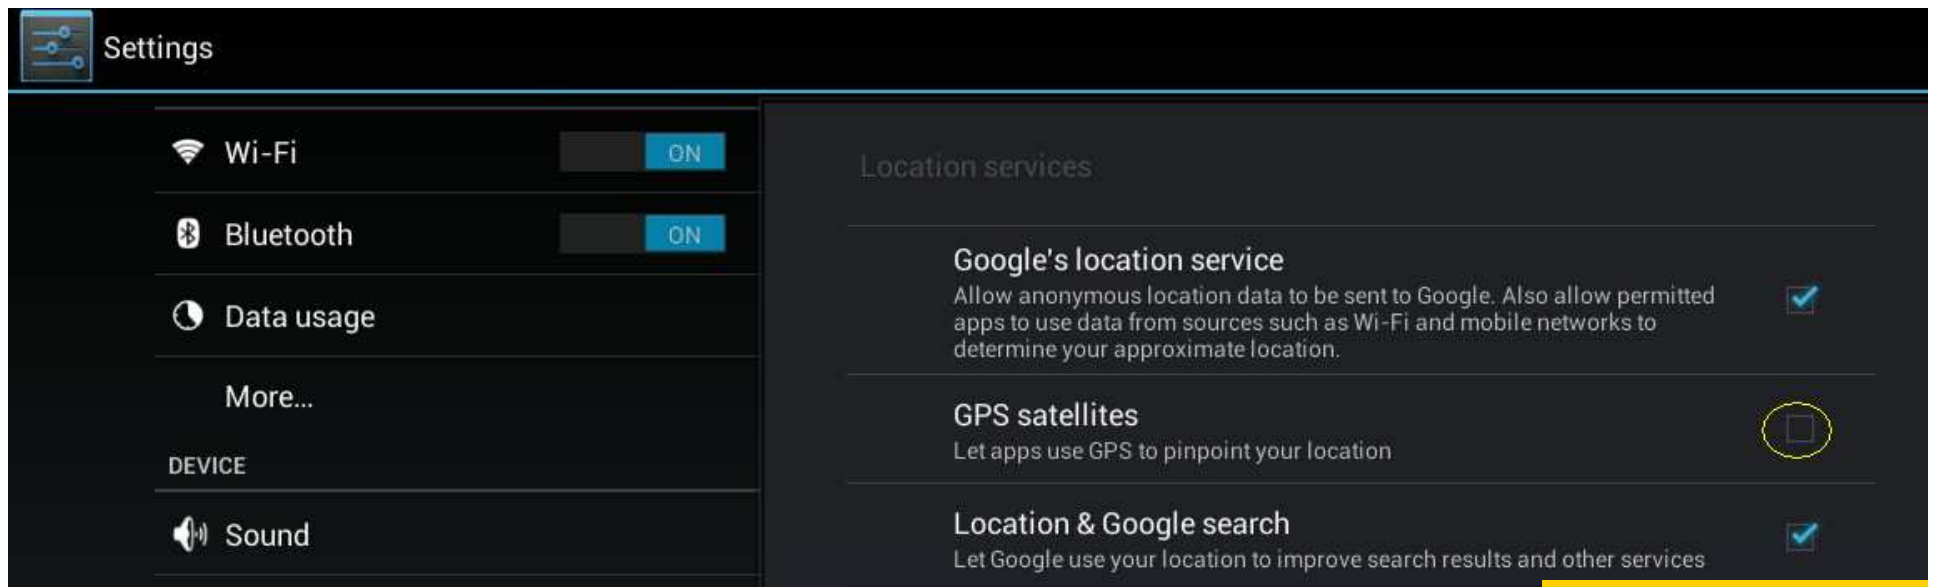 Settings
Wi-Fi
ON
Bluetooth
ON
Data usage
More...
DEVICE
Sound
Location services
Google's location service
Allow anonymous location data to be sent to Google. Also allow permitted
apps to use data from sources such as Wi-Fi and mobile networks to
determine your approximate location.
GPS satellites
Let apps use GPS to pinpoint your location
Location & Google search
Let Google use your location to improve search results and other services